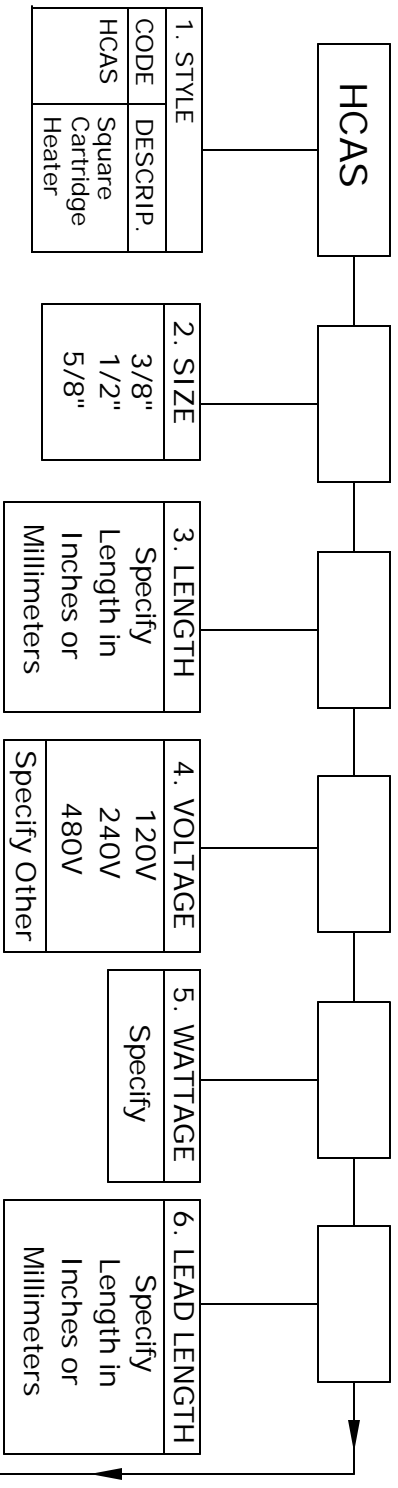 HCAS
1. STYLE
CODE DESCRIP.
HCAS Square
Cartridge
Heater
2. SIZE
3/8"
1/2"
5/8"
3. LENGTH
Specify
Length in
Inches or
Millimeters
4. VOLTAGE
120V
240V
480V
Specify Other
5. WATTAGE
Specify
6. LEAD LENGTH
Specify
Length in
Inches or
Millimeters